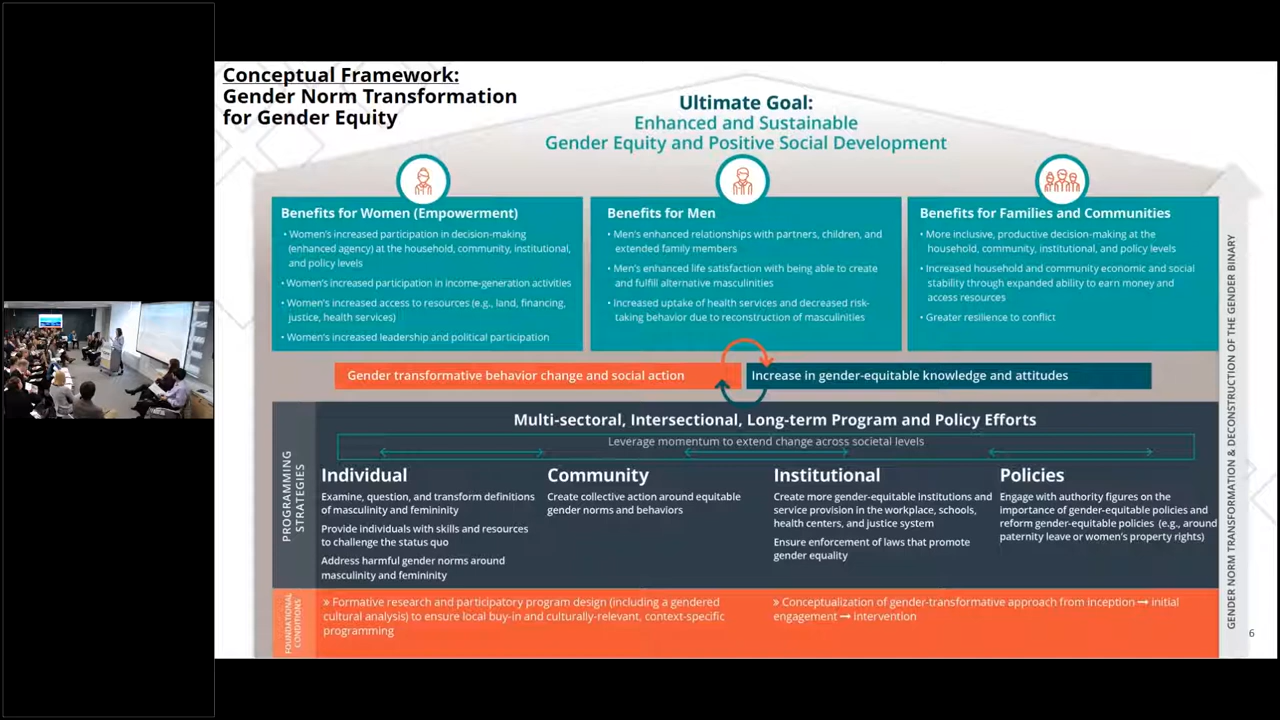 Conceptual Framework:
Gender Norm Transformation
for Gender Equity
Ultimate Goal:
Enhanced and Sustainable
Gender Equity and Positive Social Development
Benefits for Women (Empowerment)
• Women's increased participation in decision-making
(enhanced agency) at the household, community, institutional,
and policy levels
• Women's increased participation in income-generation activities
• Women's increased access to resources (e.g., land, financing,
justice, health services)
• Women's increased leadership and political participation
Benefits for Men
• Men's enhanced relationships with partners, children, and
extended family members
• Men's enhanced life satisfaction with being able to create
and fulfill alternative masculinities
• Increased uptake of health services and decreased risk-
taking behavior due to reconstruction of masculinities
Benefits for Families and Communities
• More inclusive, productive decision-making at the
household, community, institutional, and policy levels
• Increased household and community economic and social
stability through expanded ability to earn money and
access resources
• Greater resilience to conflict
Gender transformative behavior change and social action
Increase in gender-equitable knowledge and attitudes
Multi-sectoral, Intersectional, Long-term Program and Policy Efforts
Leverage momentum to extend change across societal levels
PROGRAMMING
STRATEGIES
Individual
Examine, question, and transform definitions
of masculinity and femininity
Provide individuals with skills and resources
to challenge the status quo
Address harmful gender norms around
masculinity and femininity
Community
Create collective action around equitable
gender norms and behaviors
Institutional
Create more gender-equitable institutions and
service provision in the workplace, schools,
health centers, and justice system
Ensure enforcement of laws that promote
gender equality
Policies
Engage with authority figures on the
importance of gender-equitable policies and
reform gender-equitable policies (e.g., around
paternity leave or women's property rights)
FOUNDATIONAL
CONDITIONS
» Formative research and participatory program design (including a gendered
cultural analysis) to ensure local buy-in and culturally-relevant, context-specific
programming
» Conceptualization of gender-transformative approach from inception → initial
engagement → intervention
GENDER NORM TRANSFORMATION & DECONSTRUCTION OF THE GENDER BINARY
6